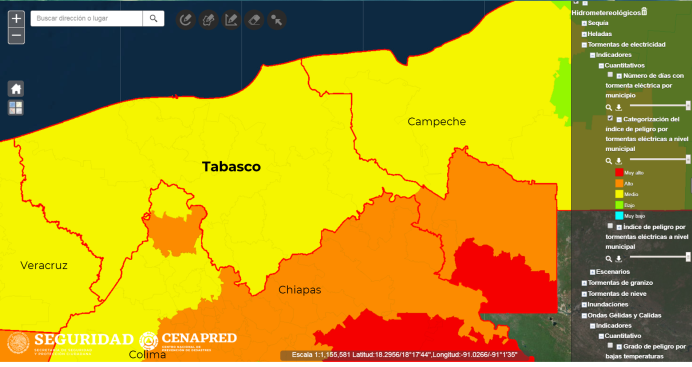 +
Buscar dirección o lugar
−
Hidrometereológicos
Sequía
Heladas
Tormentas de electricidad
Indicadores
Cuantitativos
Número de días con
tormenta eléctrica por
municipio
Categorización del
índice de peligro por
tormentas eléctricas a nivel
municipal
Muy alto
Alto
Medio
Bajo
Muy bajo
Índice de peligro por
tormentas eléctricas a nivel
municipal
Escenarios
Tormentas de granizo
Tormentas de nieve
Inundaciones
Ondas Gélidas y Calidas
Indicadores
Cuantitativo
Grado de peligro por
bajas temperaturas
Campeche
Tabasco
Veracruz
Chiapas
Colima
SEGURIDAD
CENAPRED
Escala 1:1,155,581 Latitud:18.2956/18°17'44",Longitud:-91.0266/-91°1'35"